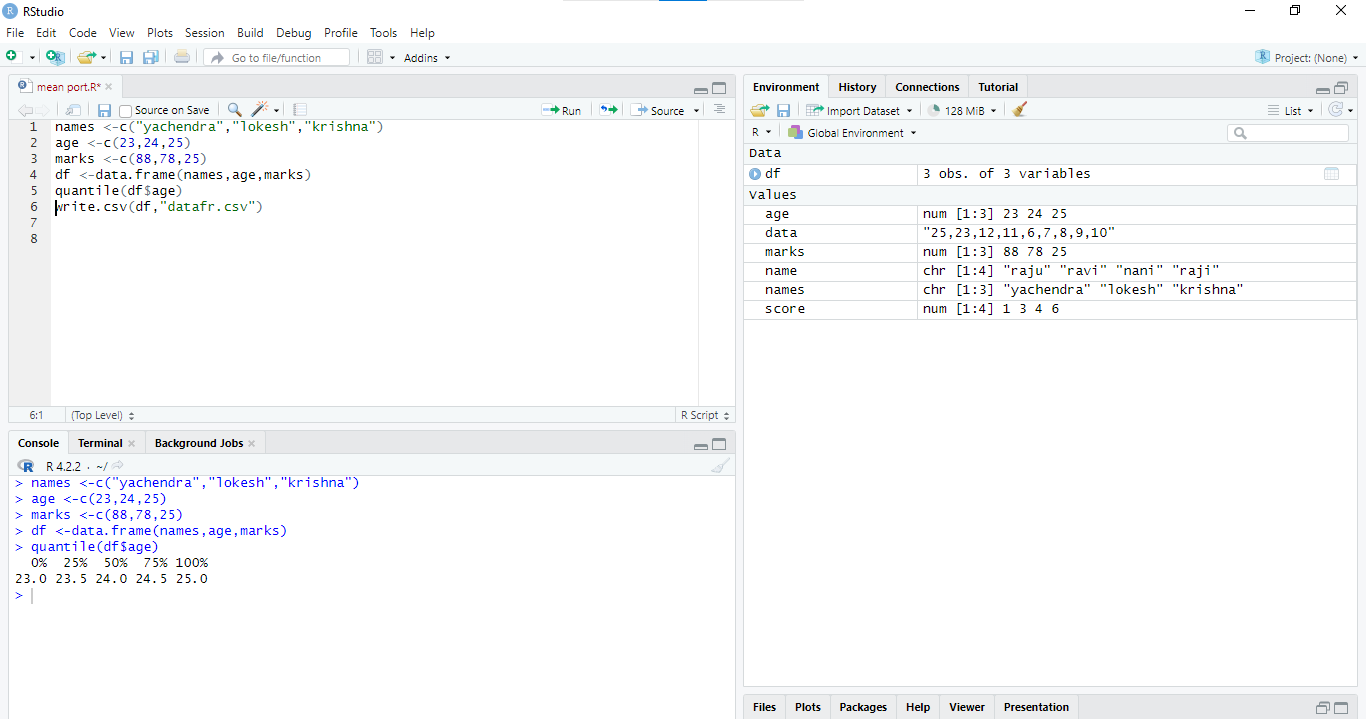 RStudio
File Edit Code View Plots Session Build Debug Profile Tools Help
Go to file/function Addins Project: (None)
mean port.R*
Source on Save Run Source
1 names <-c("yachendra","lokesh","krishna")
2 age <-c(23,24,25)
3 marks <-c(88,78,25)
4 df <-data.frame(names,age,marks)
5 quantile(df$age)
6 write.csv(df,"datafr.csv")
7
8
6:1 (Top Level) R Script
Console Terminal Background Jobs
R 4.2.2 · ~/
> names <-c("yachendra","lokesh","krishna")
> age <-c(23,24,25)
> marks <-c(88,78,25)
> df <-data.frame(names,age,marks)
> quantile(df$age)
0% 25% 50% 75% 100%
23.0 23.5 24.0 24.5 25.0
>
Environment History Connections Tutorial
Import Dataset 128 MiB List
R Global Environment
Data
df 3 obs. of 3 variables
Values
age num [1:3] 23 24 25
data "25,23,12,11,6,7,8,9,10"
marks num [1:3] 88 78 25
name chr [1:4] "raju" "ravi" "nani" "raji"
names chr [1:3] "yachendra" "lokesh" "krishna"
score num [1:4] 1 3 4 6
Files Plots Packages Help Viewer Presentation